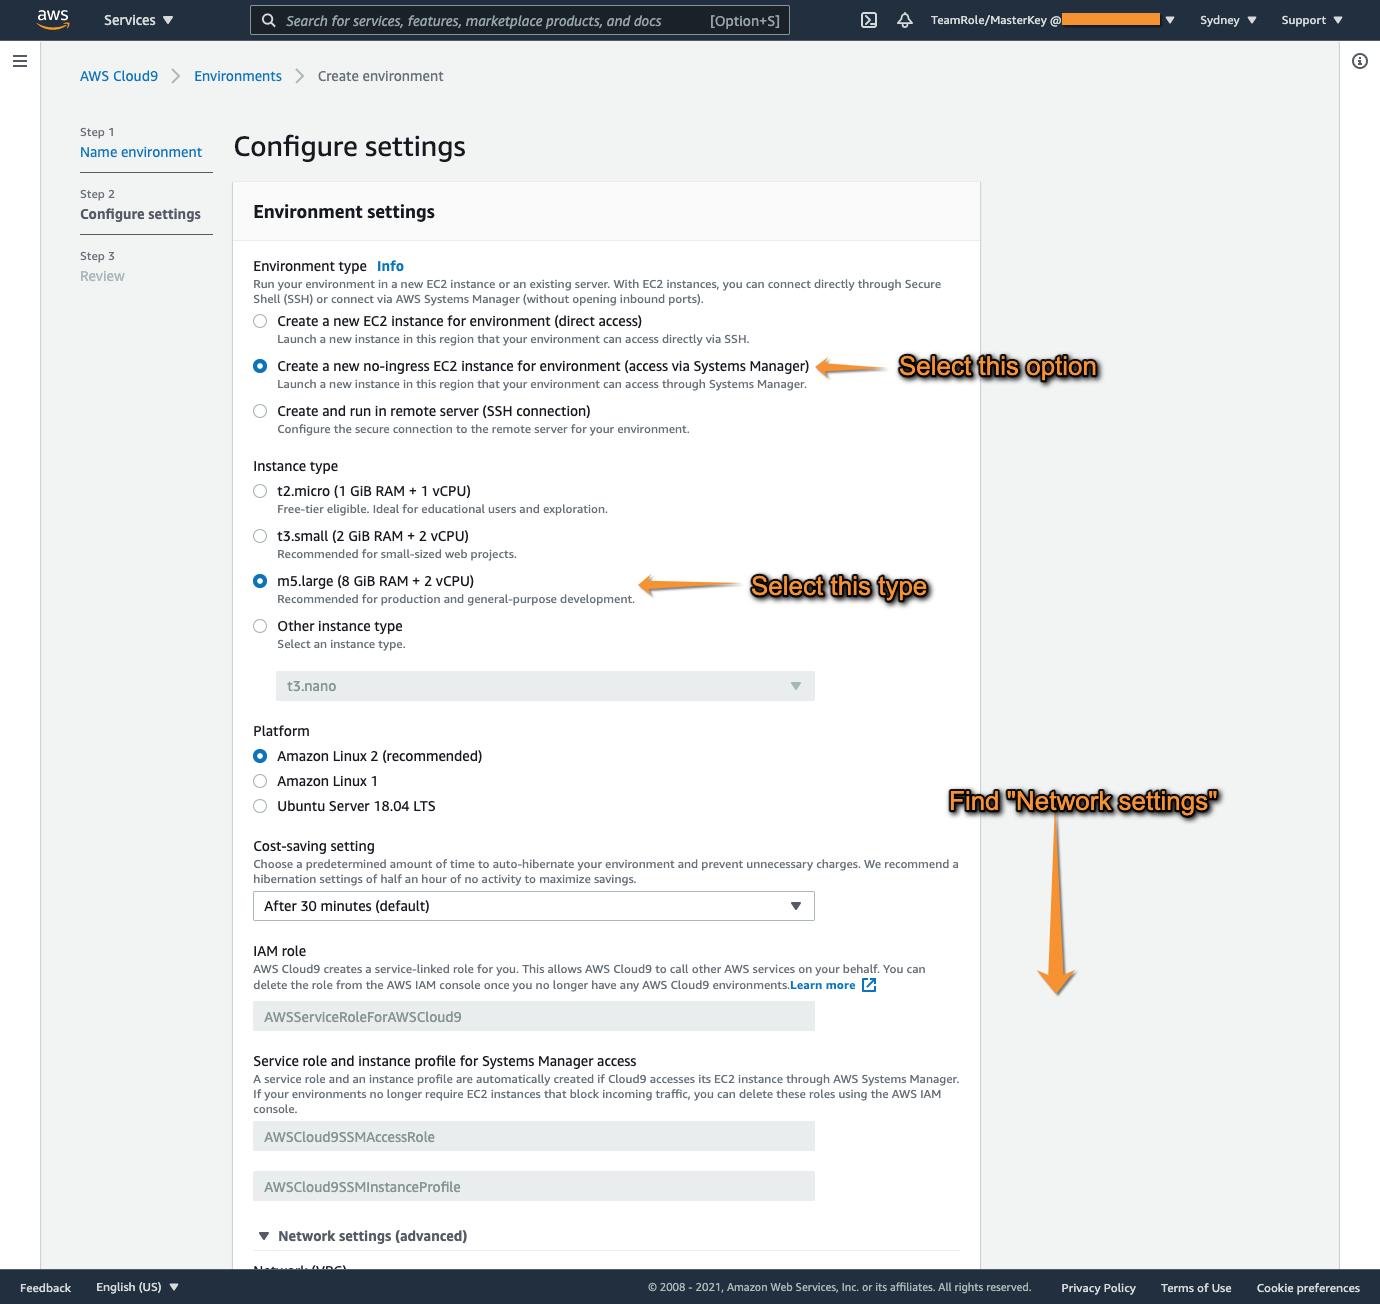 aws
Services
Search for services, features, marketplace products, and docs [Option+S]
TeamRole/MasterKey @
Sydney
Support
AWS Cloud9
Environments
Create environment
Step 1
Name environment
Step 2
Configure settings
Step 3
Review
Configure settings
Environment settings
Environment type Info
Run your environment in a new EC2 instance or an existing server. With EC2 instances, you can connect directly through Secure
Shell (SSH) or connect via AWS Systems Manager (without opening inbound ports).
Create a new EC2 instance for environment (direct access)
Launch a new instance in this region that your environment can access directly via SSH.
Create a new no-ingress EC2 instance for environment (access via Systems Manager)
Select this option
Launch a new instance in this region that your environment can access through Systems Manager.
Create and run in remote server (SSH connection)
Configure the secure connection to the remote server for your environment.
Instance type
t2.micro (1 GiB RAM + 1 vCPU)
Free-tier eligible. Ideal for educational users and exploration.
t3.small (2 GiB RAM + 2 vCPU)
Recommended for small-sized web projects.
m5.large (8 GiB RAM + 2 vCPU)
Select this type
Recommended for production and general-purpose development.
Other instance type
Select an instance type.
t3.nano
Platform
Amazon Linux 2 (recommended)
Amazon Linux 1
Ubuntu Server 18.04 LTS
Find "Network settings"
Cost-saving setting
Choose a predetermined amount of time to auto-hibernate your environment and prevent unnecessary charges. We recommend a
hibernation settings of half an hour of no activity to maximize savings.
After 30 minutes (default)
IAM role
AWS Cloud9 creates a service-linked role for you. This allows AWS Cloud9 to call other AWS services on your behalf. You can
delete the role from the AWS IAM console once you no longer have any AWS Cloud9 environments.Learn more
AWSServiceRoleForAWSCloud9
Service role and instance profile for Systems Manager access
A service role and an instance profile are automatically created if Cloud9 accesses its EC2 instance through AWS Systems Manager.
If your environments no longer require EC2 instances that block incoming traffic, you can delete these roles using the AWS IAM
console.
AWSCloud9SSMAccessRole
AWSCloud9SSMInstanceProfile
Network settings (advanced)
Network (VPC)
Feedback
English (US)
© 2008 - 2021, Amazon Web Services, Inc. or its affiliates. All rights reserved.
Privacy Policy
Terms of Use
Cookie preferences